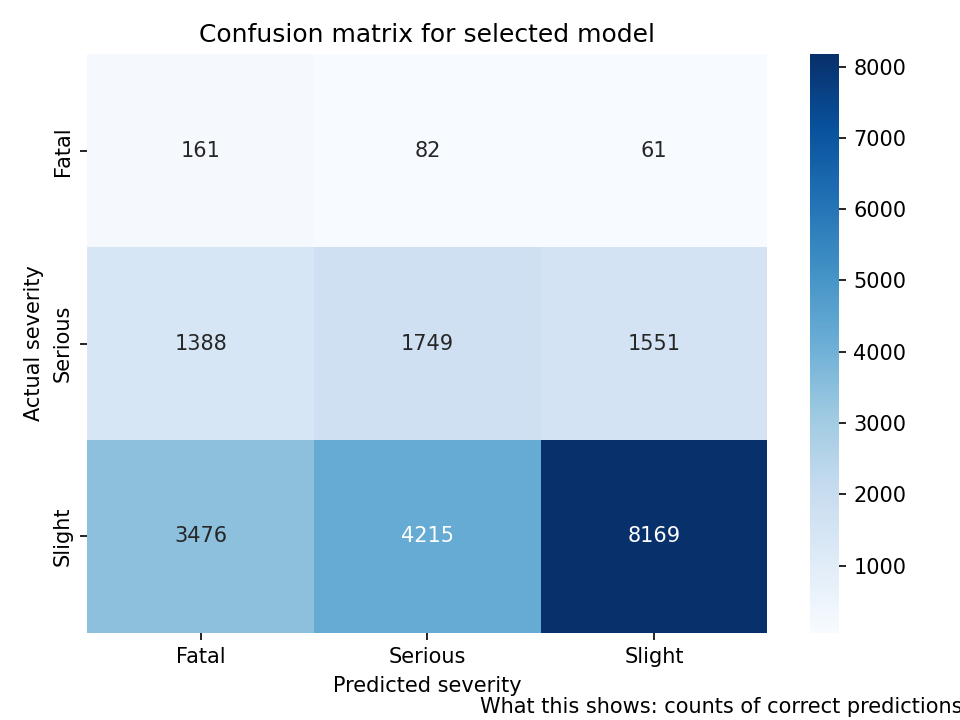 Confusion matrix for selected model
Actual severity
Fatal
161 82 61
8000
7000
6000
5000
4000
3000
2000
1000
Serious
1388 1749 1551
Slight
3476 4215 8169
Fatal Serious Slight
Predicted severity
What this shows: counts of correct predictions